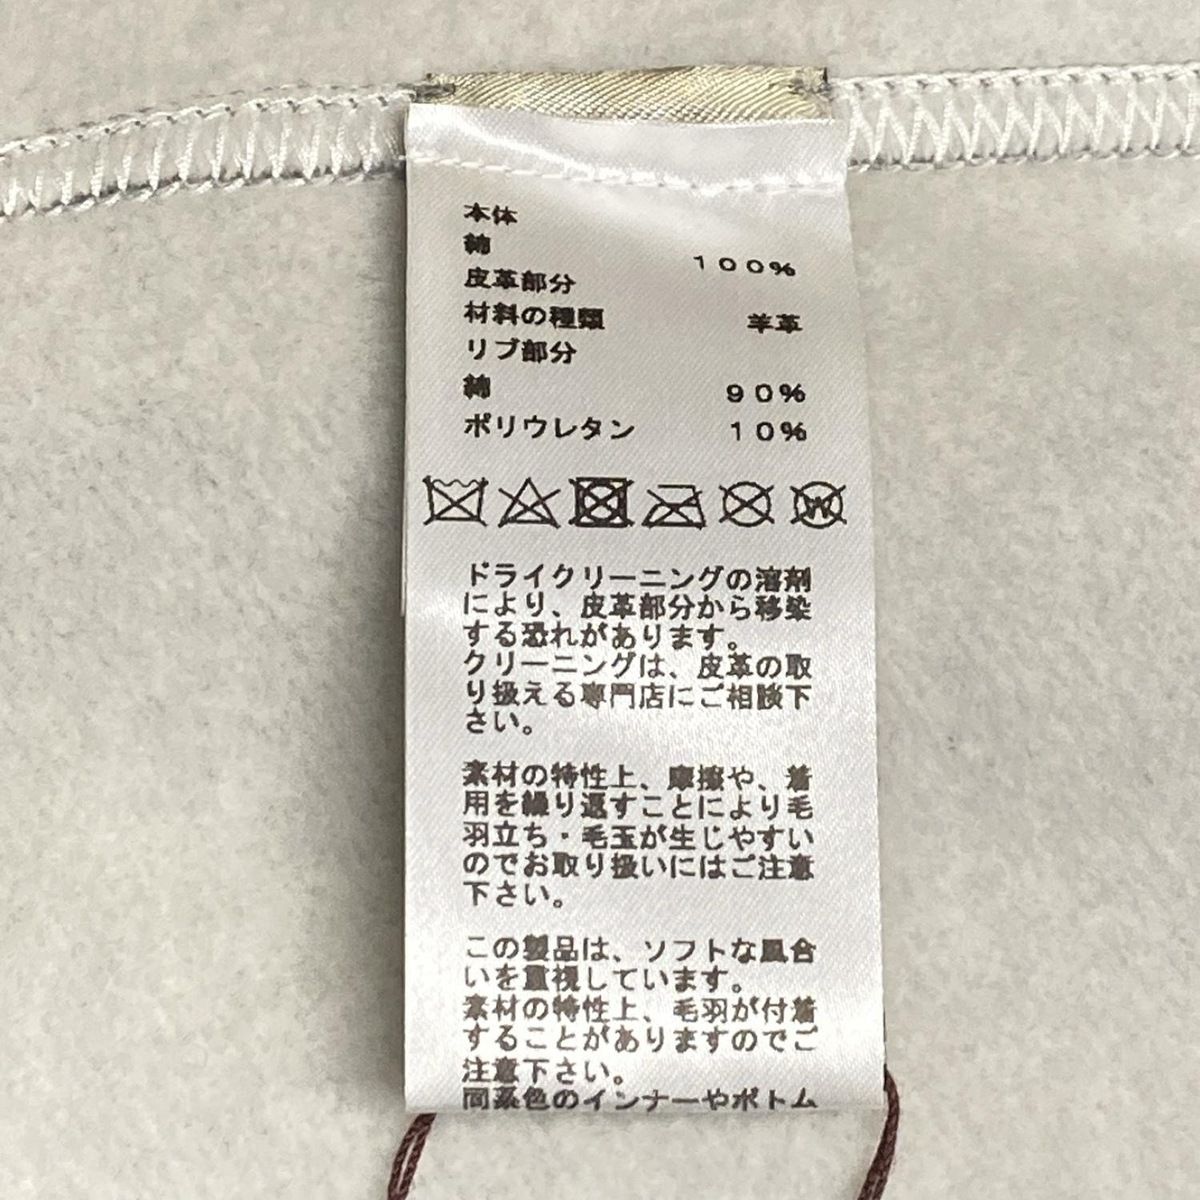 本体
綿 100%
皮革部分
材料の種類 羊革
リブ部分
綿 90%
ポリウレタン 10%
W
ドライクリーニングの溶剤
により、皮革部分から移染
する恐れがあります。
クリーニングは、皮革の取
り扱える専門店にご相談下
さい。
素材の特性上、摩擦や、着
用を繰り返すことにより毛
羽立ち・毛玉が生じやすい
のでお取り扱いにはご注意
下さい。
この製品は、ソフトな風合
いを重視しています。
素材の特性上、毛羽が付着
することがありますのでご
注意下さい。
同系色のインナーやボトム